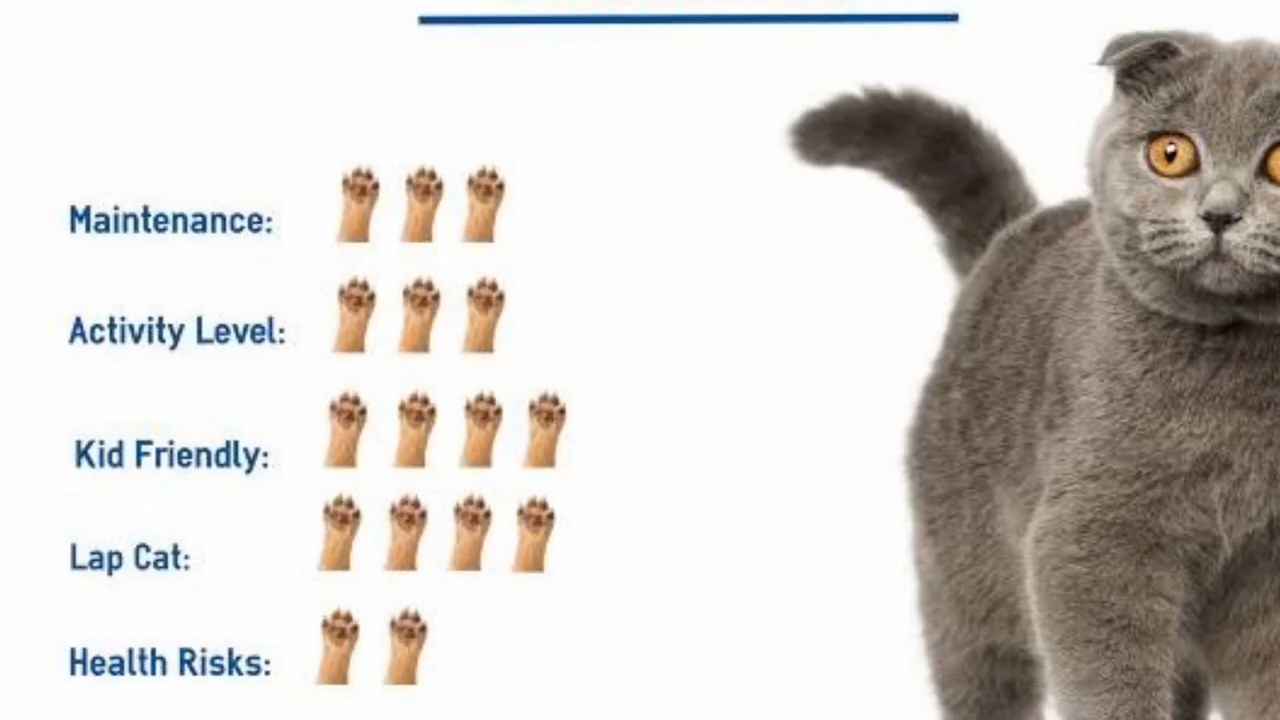 Maintenance:
Activity Level:
Kid Friendly:
Lap Cat:
Health Risks: